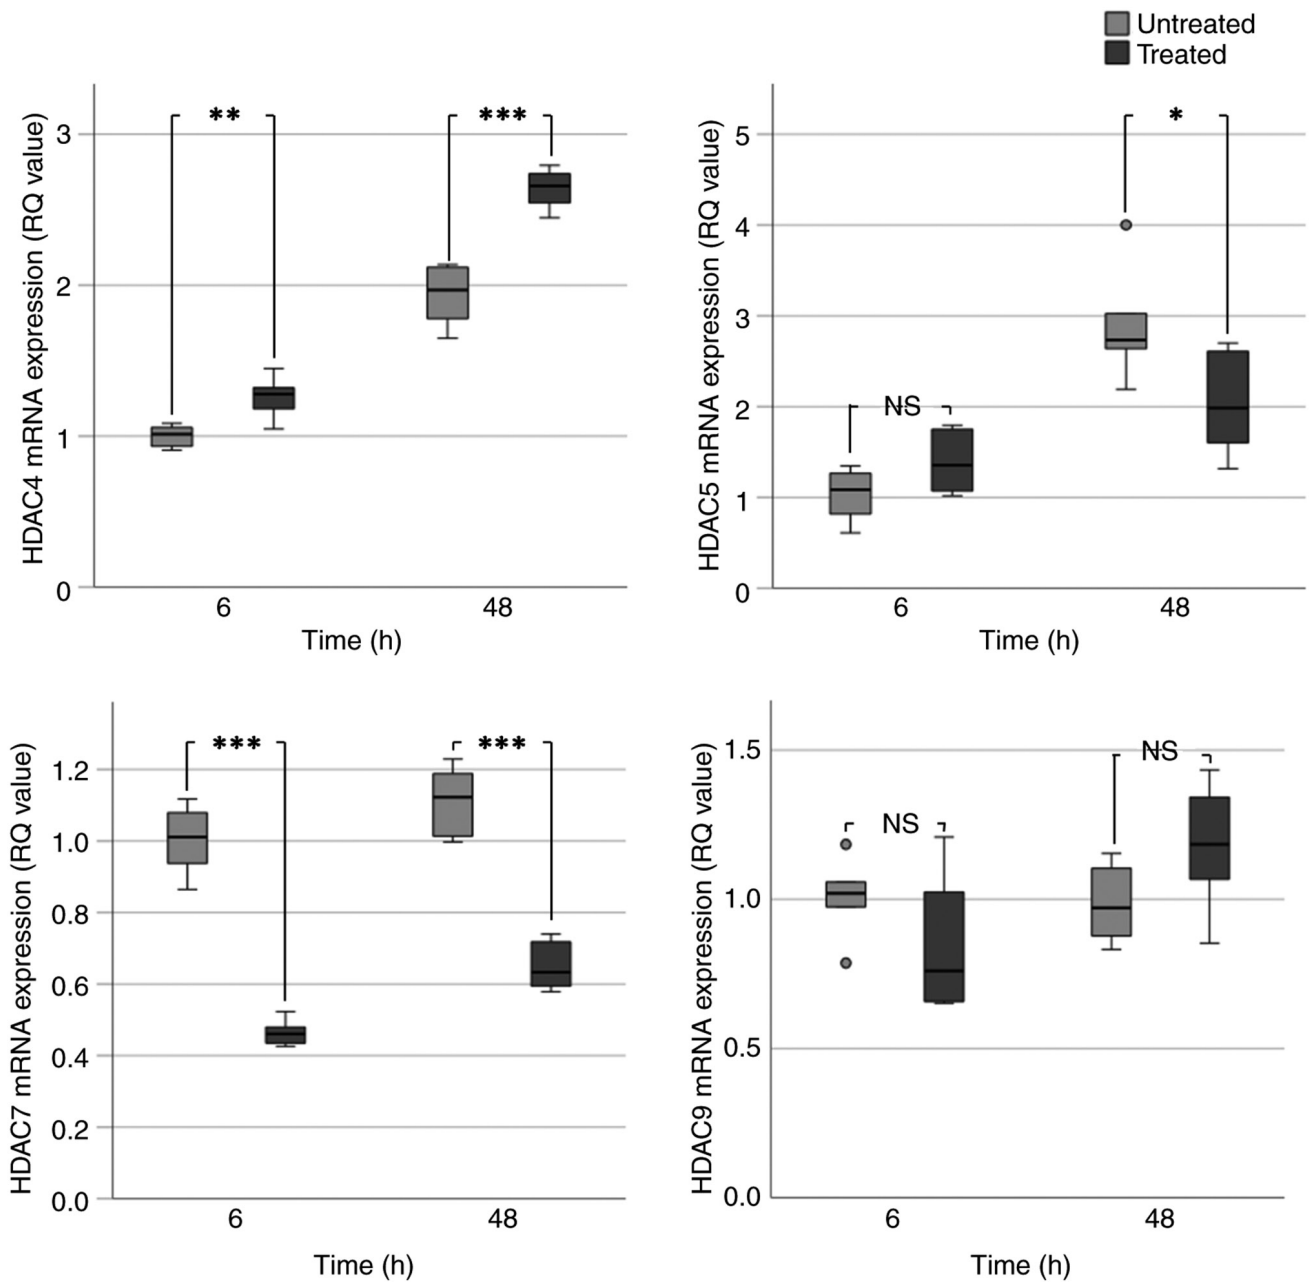 Untreated
Treated
HDAC4 mRNA expression (RQ value)
3
2
1
0
** ***
6 48
Time (h)
HDAC5 mRNA expression (RQ value)
5
4
3
2
1
0
NS *
6 48
Time (h)
HDAC7 mRNA expression (RQ value)
1.2
1.0
0.8
0.6
0.4
0.2
0.0
*** ***
6 48
Time (h)
HDAC9 mRNA expression (RQ value)
1.5
1.0
0.5
0.0
NS NS
6 48
Time (h)